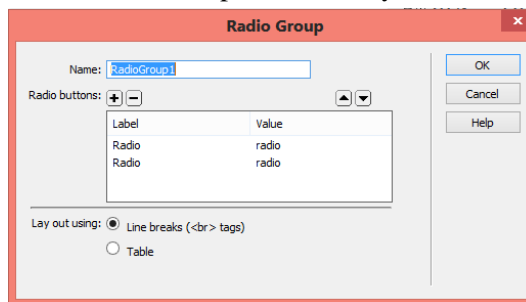 Radio Group
x
Name: RadioGroup1
OK
Radio buttons: + −
Cancel
Label Value
Help
Radio radio
Radio radio
Lay out using: Line breaks (<br> tags)
Table